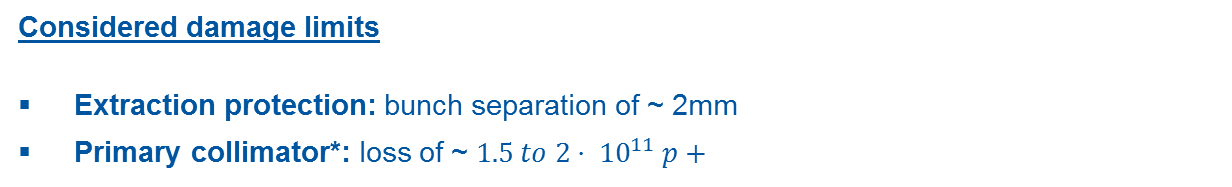 Considered damage limits
▪ Extraction protection: bunch separation of ~ 2mm
▪ Primary collimator*: loss of ~ 1.5 to 2 · 10¹¹ p +